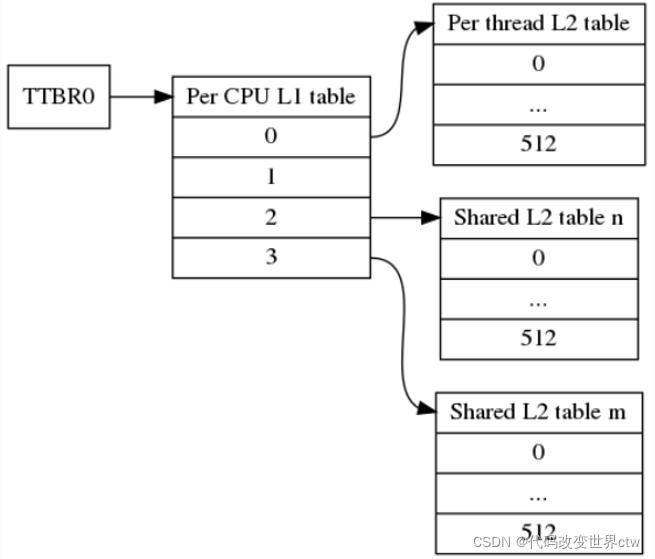 TTBR0
Per CPU L1 table
0
1
2
3
Per thread L2 table
0
...
512
Shared L2 table n
0
...
512
Shared L2 table m
0
...
512
CSDN @代码改变世界ctw